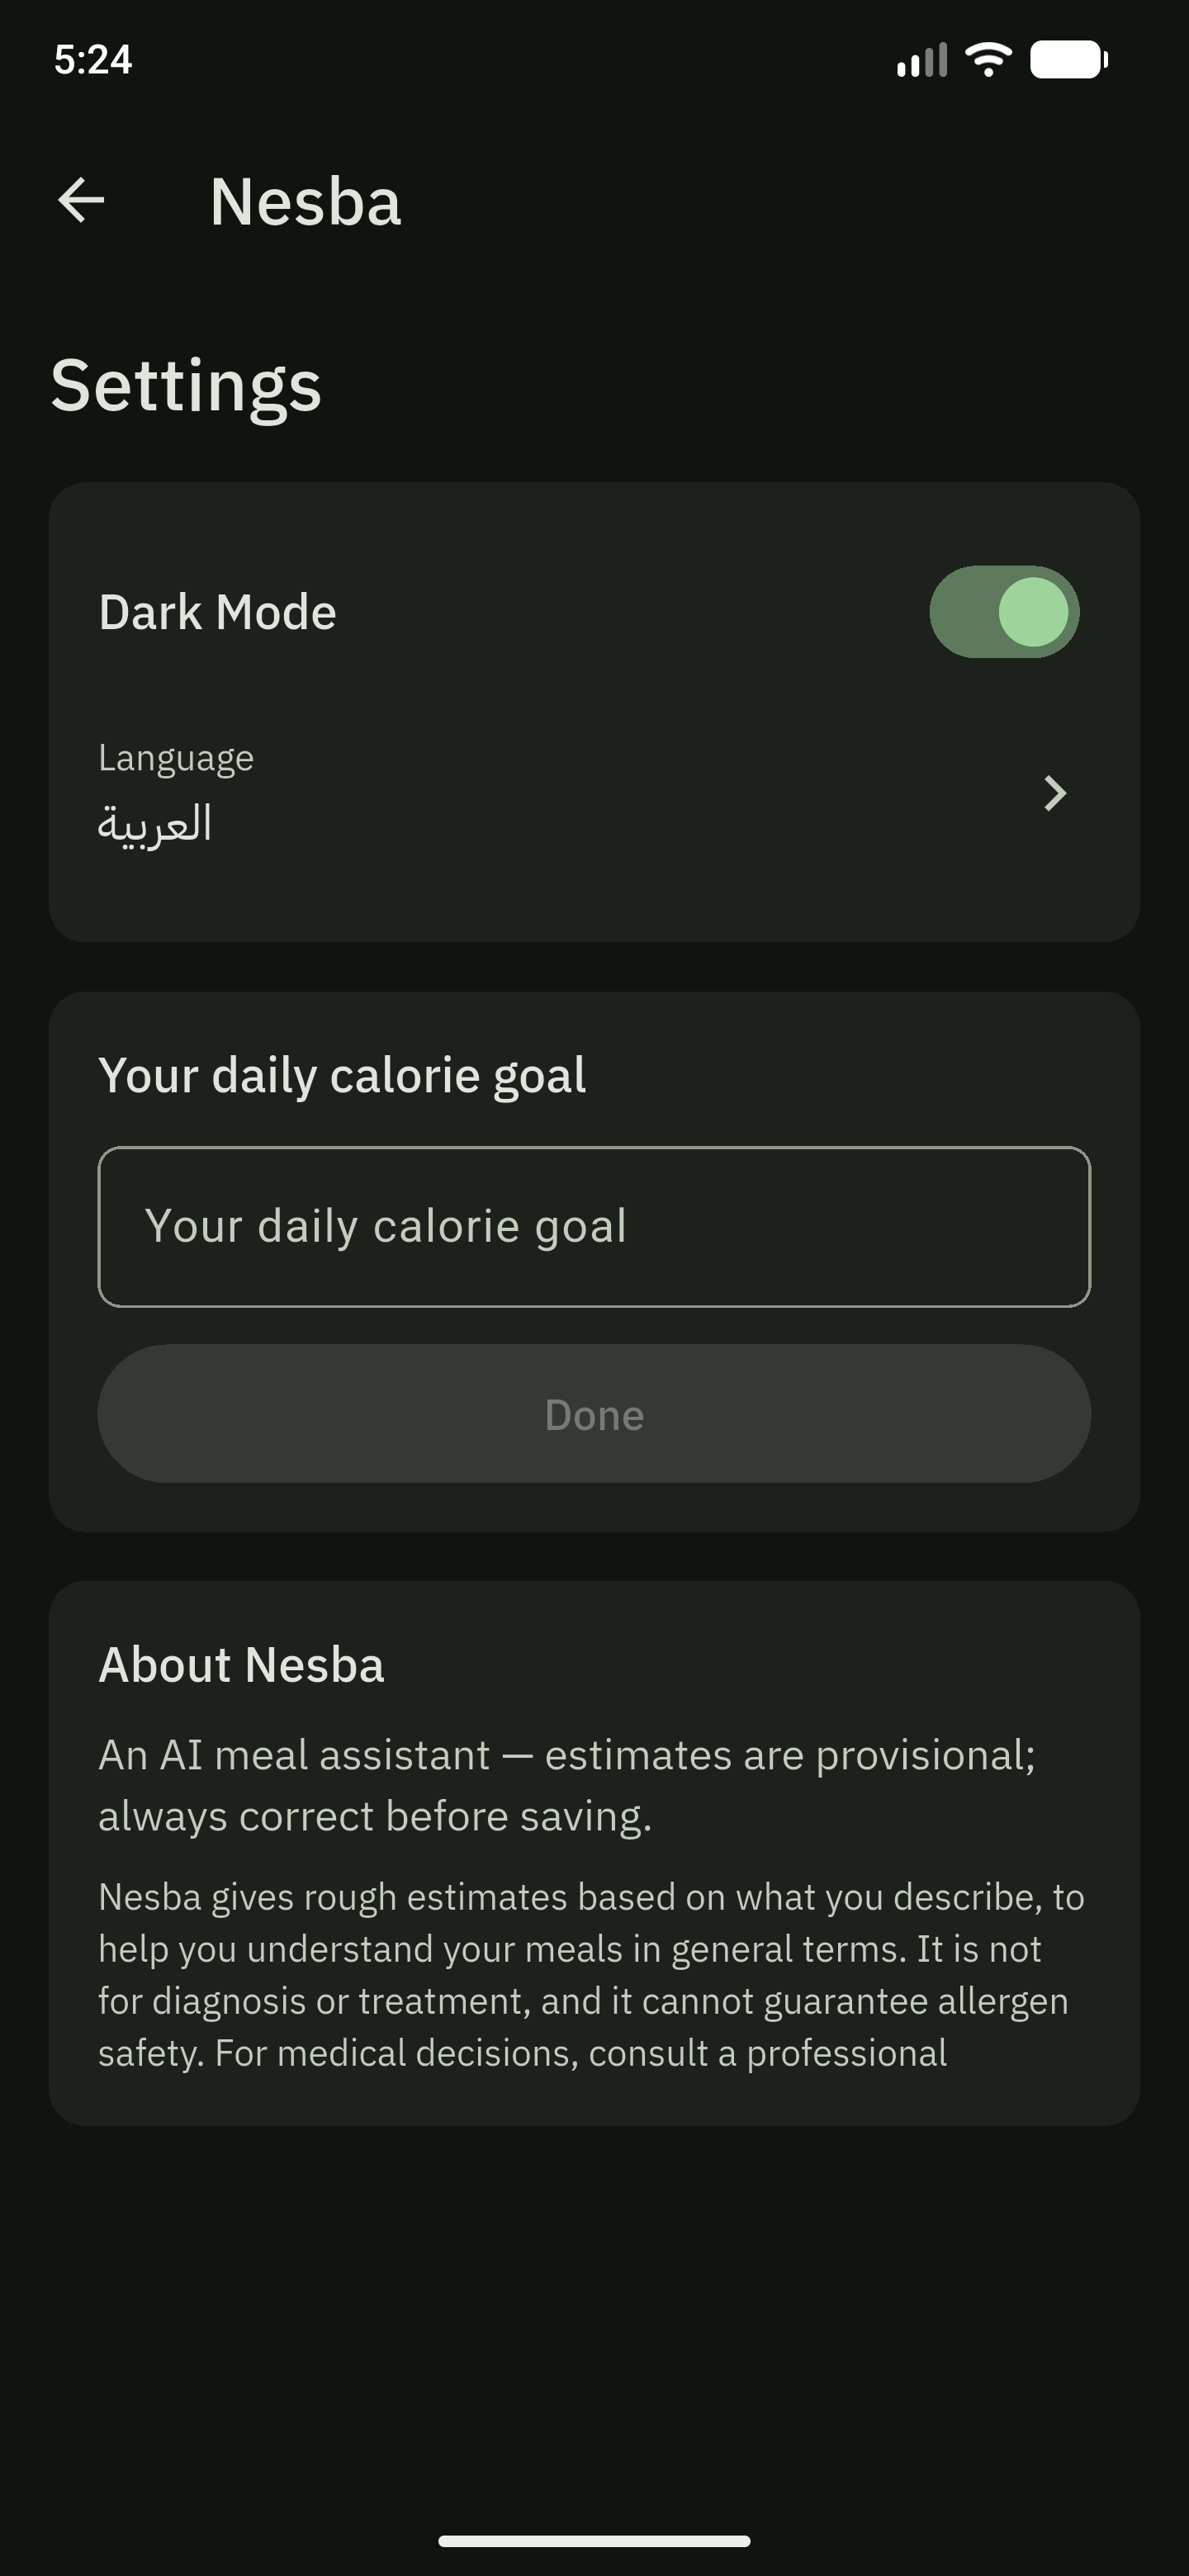 5:24
Nesba
Settings
Dark Mode
Language
العربية
Your daily calorie goal
Your daily calorie goal
Done
About Nesba
An AI meal assistant — estimates are provisional;
always correct before saving.
Nesba gives rough estimates based on what you describe, to
help you understand your meals in general terms. It is not
for diagnosis or treatment, and it cannot guarantee allergen
safety. For medical decisions, consult a professional